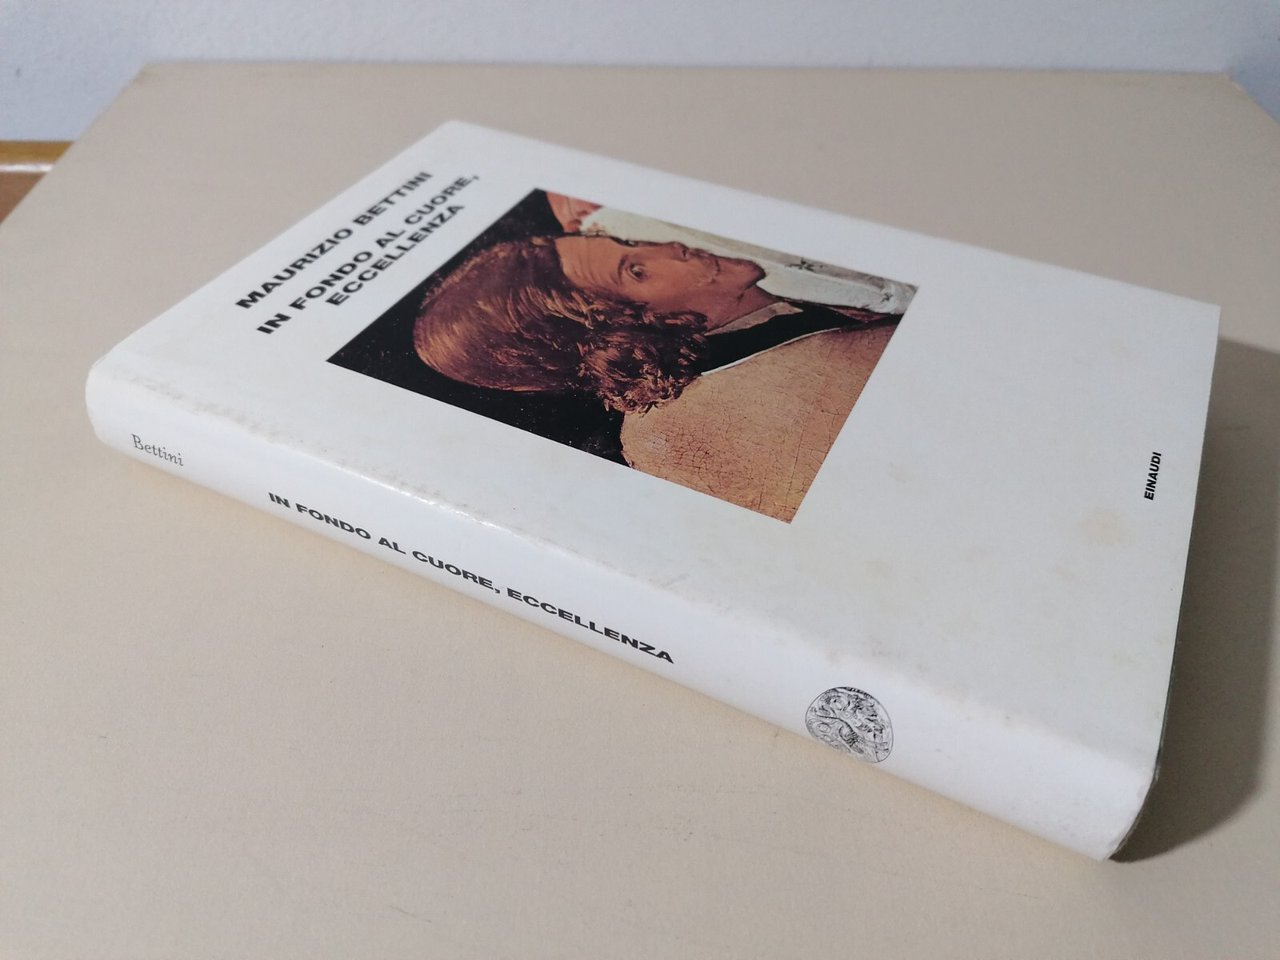 MAURIZIO BETTINI
IN FONDO AL CUORE,
ECCELLENZA
EINAUDI
Bettini
IN FONDO AL CUORE, ECCELLENZA